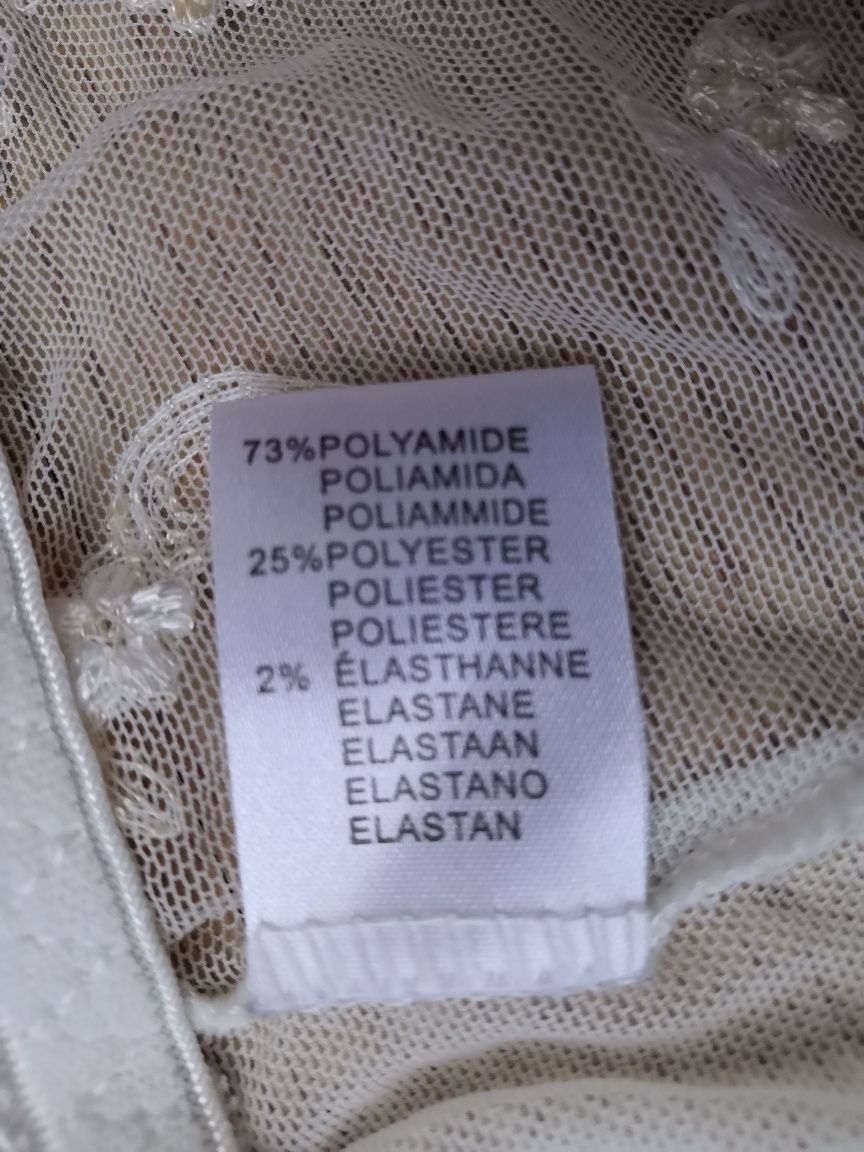 73%POLYAMIDE
POLIAMIDA
POLIAMMIDE
25%POLYESTER
POLIESTER
POLIESTERE
2% ÉLASTHANNE
ELASTANE
ELASTAAN
ELASTANO
ELASTAN